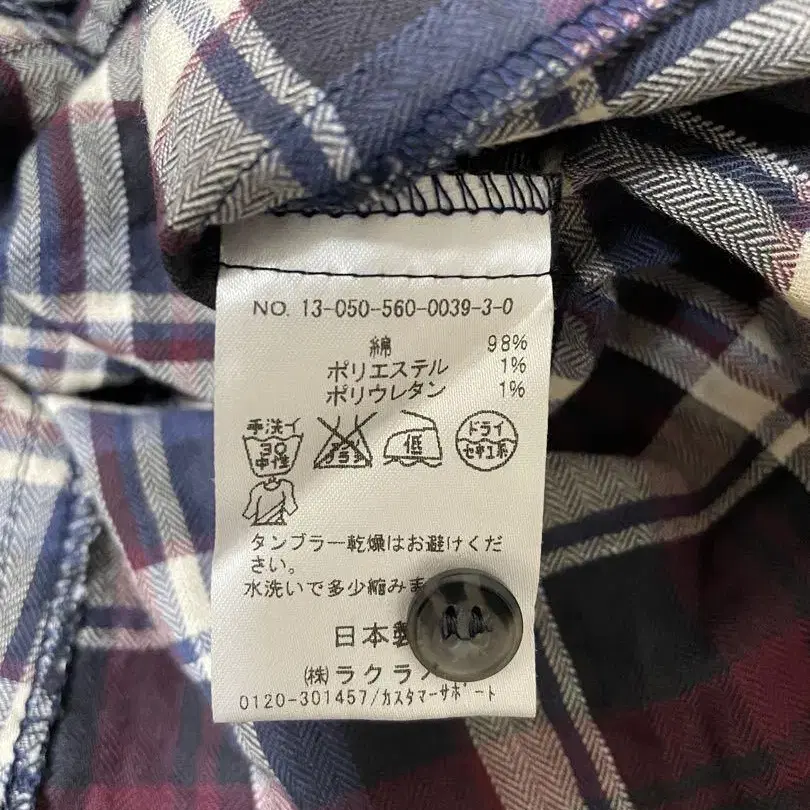 NO. 13-050-560-0039-3-0
綿 98%
ポリエステル 1%
ポリウレタン 1%
手洗イ
30
中性
低
ドライ
セキユ系
タンブラー乾燥はお避けくだ
さい。
水洗いで多少縮みま
日本製
(株)ラクラ
0120-301457/カスタマーサポート